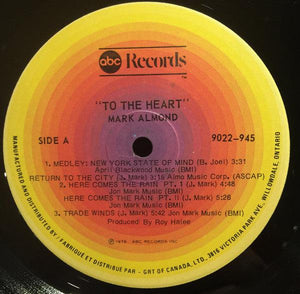 abc Records
TM
"TO THE HEART"
MARK ALMOND
SIDE A 9022-945
1. MEDLEY: NEW YORK STATE OF MIND (B. Joel) 3:31
April Blackwood Music (BMI)
RETURN TO THE CITY (J. Mark) 3:16 Almo Music Corp. (ASCAP)
2. HERE COMES THE RAIN PT. I (J. Mark) 4:48
Jon Mark Music (BMI)
HERE COMES THE RAIN PT. II (J. Mark) 5:28
Jon Mark Music (BMI)
3. TRADE WINDS (J. Mark) 5:42 Jon Mark Music (BMI)
Produced by Roy Halee
© 1976 ABC RECORDS INC
MANUFACTURED AND DISTRIBUTED BY / FABRIQUE ET DISTRIBUE PAR - GRT OF CANADA, LTD. 3816 VICTORIA PARK AVE, WILLOWDALE, ONTARIO